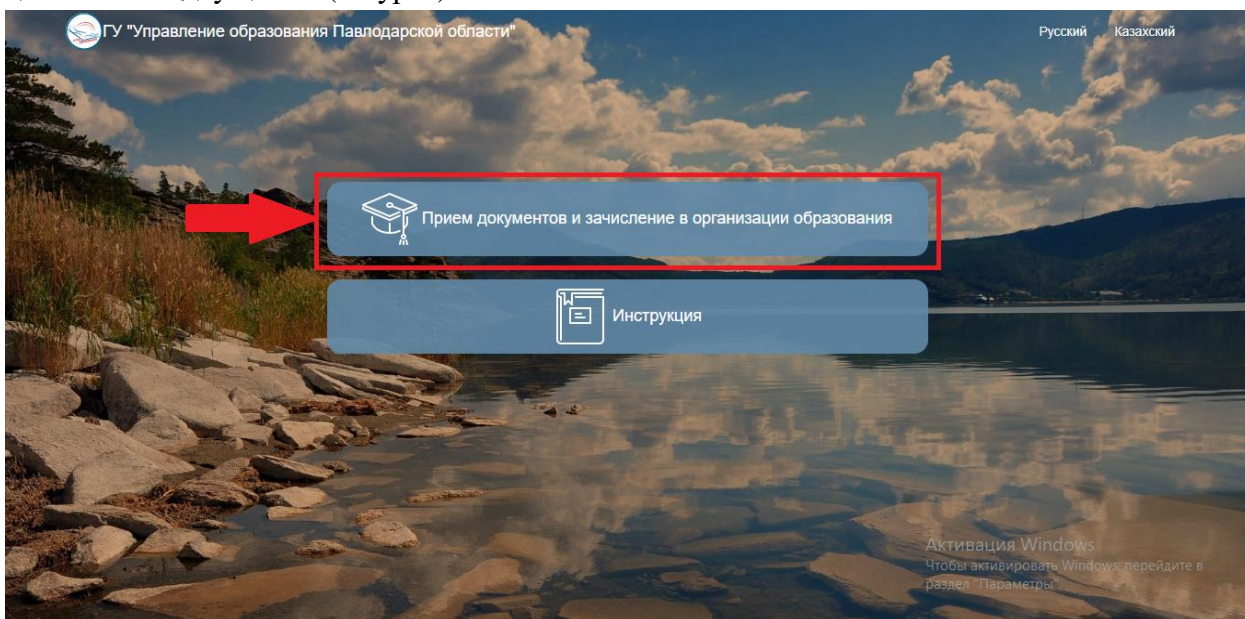 ГУ "Управление образования Павлодарской области"
Русский Казахский
Прием документов и зачисление в организации образования
Инструкция
Активация Windows
Чтобы активировать Windows, перейдите в
раздел "Параметры".